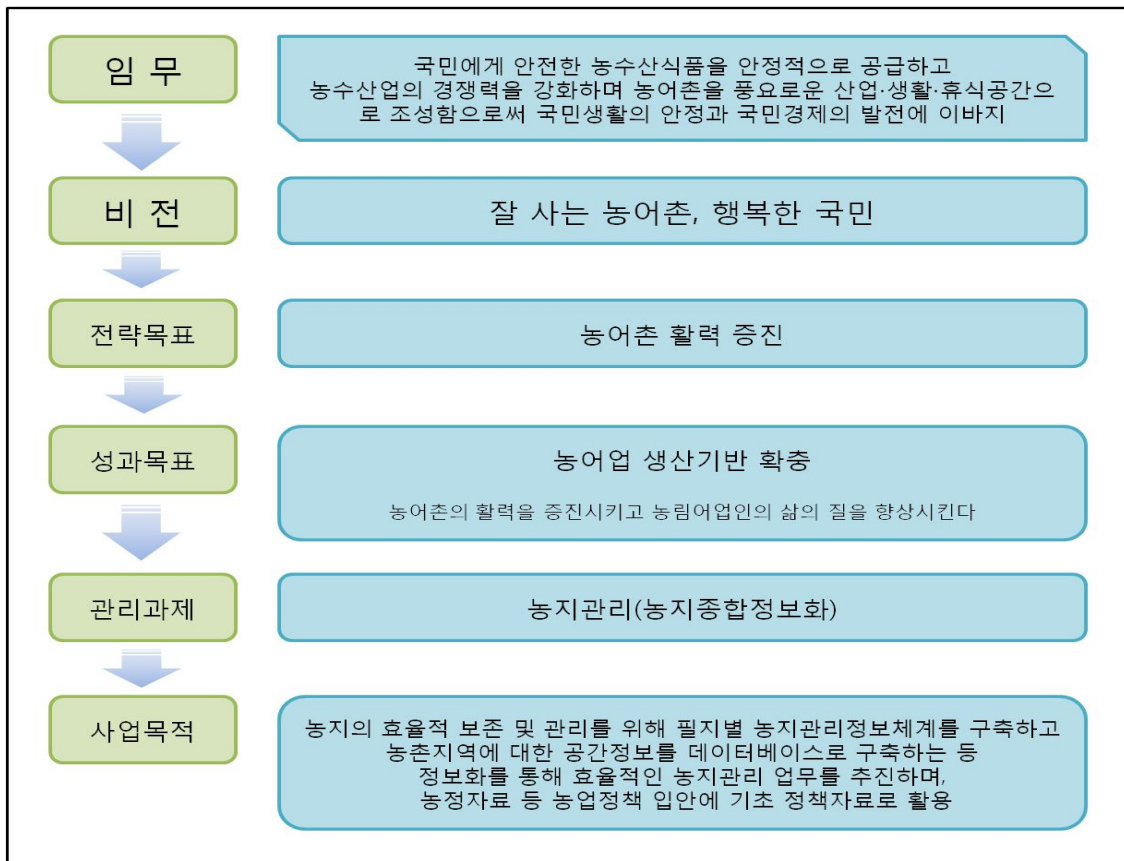 임 무
국민에게 안전한 농수산식품을 안정적으로 공급하고
농수산업의 경쟁력을 강화하며 농어촌을 풍요로운 산업·생활·휴식공간으
로 조성함으로써 국민생활의 안정과 국민경제의 발전에 이바지
비 전
잘 사는 농어촌, 행복한 국민
전략목표
농어촌 활력 증진
성과목표
농어업 생산기반 확충
농어촌의 활력을 증진시키고 농림어업인의 삶의 질을 향상시킨다
관리과제
농지관리(농지종합정보화)
사업목적
농지의 효율적 보존 및 관리를 위해 필지별 농지관리정보체계를 구축하고
농촌지역에 대한 공간정보를 데이터베이스로 구축하는 등
정보화를 통해 효율적인 농지관리 업무를 추진하며,
농정자료 등 농업정책 입안에 기초 정책자료로 활용